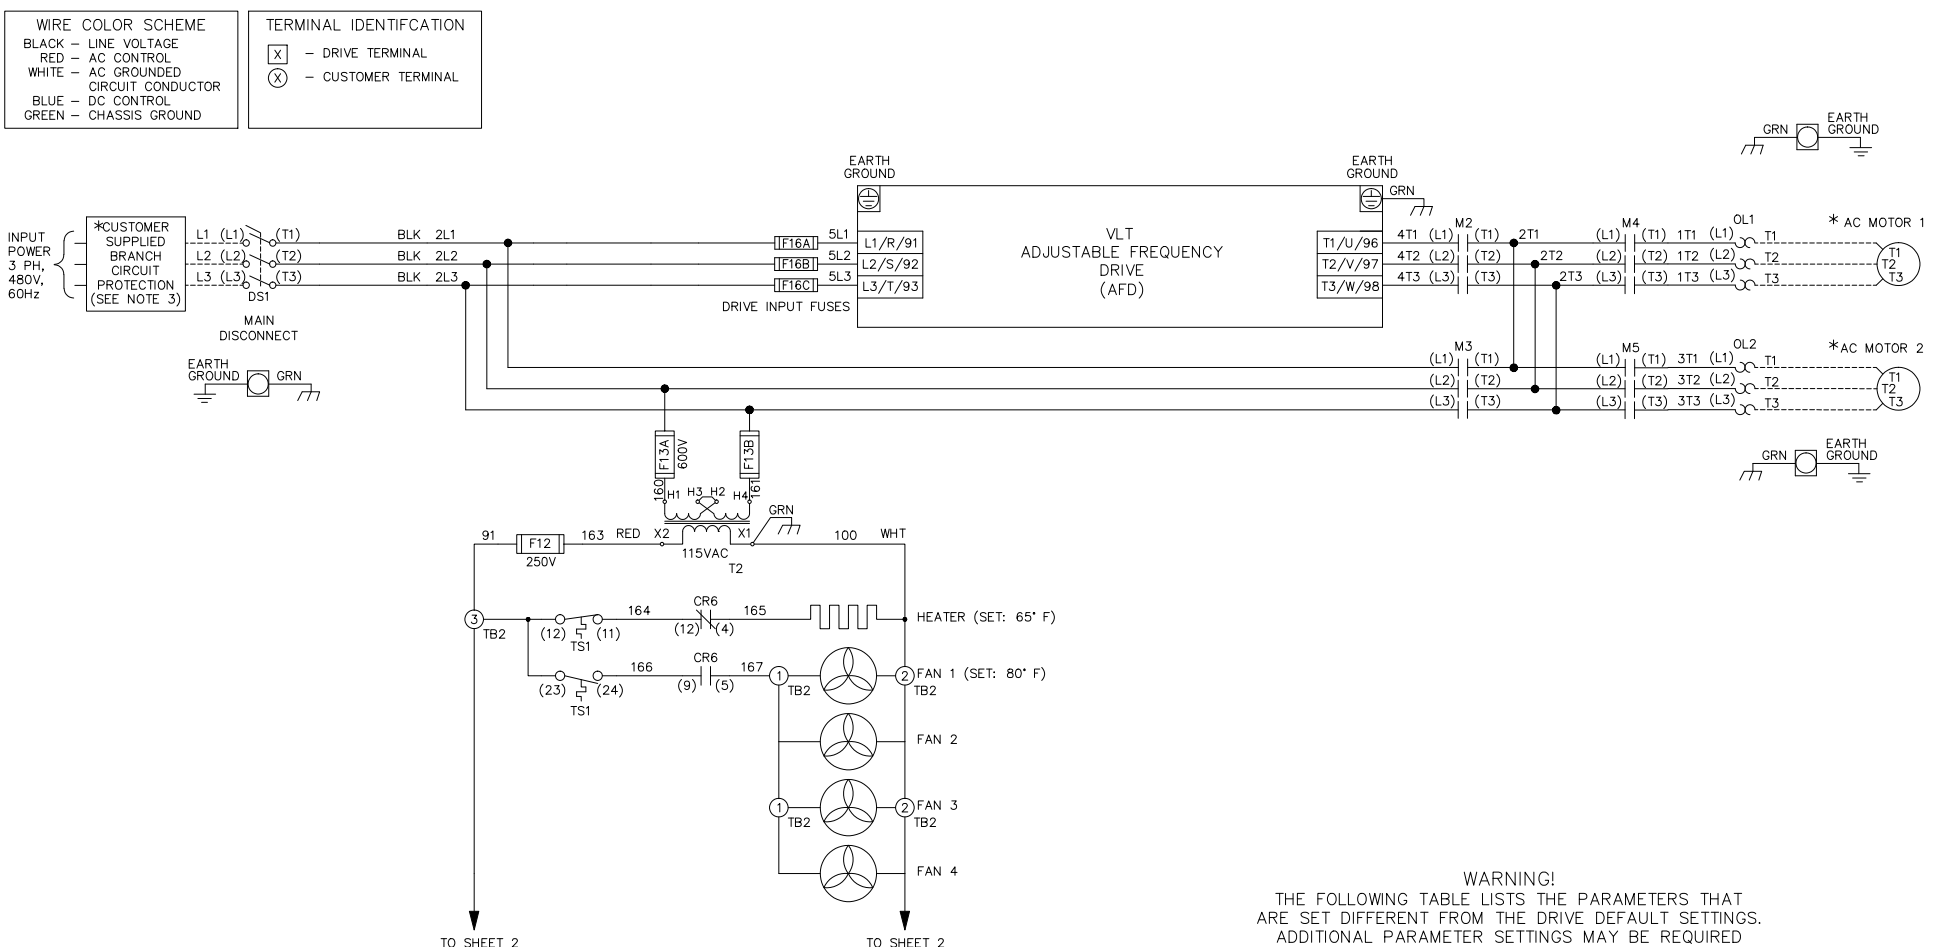 WIRE COLOR SCHEME
BLACK – LINE VOLTAGE
RED – AC CONTROL
WHITE – AC GROUNDED
CIRCUIT CONDUCTOR
BLUE – DC CONTROL
GREEN – CHASSIS GROUND
TERMINAL IDENTIFCATION
X – DRIVE TERMINAL
X – CUSTOMER TERMINAL
INPUT
POWER
3 PH,
480V,
60Hz
*CUSTOMER
SUPPLIED
BRANCH
CIRCUIT
PROTECTION
(SEE NOTE 3)
L1 (L1) (T1) BLK 2L1
L2 (L2) (T2) BLK 2L2
L3 (L3) (T3) BLK 2L3
DS1
MAIN
DISCONNECT
EARTH
GROUND GRN
F16A 5L1
F16B 5L2
F16C 5L3
DRIVE INPUT FUSES
EARTH
GROUND
L1/R/91
L2/S/92
L3/T/93
VLT
ADJUSTABLE FREQUENCY
DRIVE
(AFD)
EARTH
GROUND
GRN
T1/U/96
T2/V/97
T3/W/98
GRN EARTH
GROUND
M2 M4 OL1
4T1 (L1) (T1) 2T1 (L1) (T1) 1T1 (L1) T1
4T2 (L2) (T2) 2T2 (L2) (T2) 1T2 (L2) T2
4T3 (L3) (T3) 2T3 (L3) (T3) 1T3 (L3) T3
* AC MOTOR 1
T1
T2
T3
M3 M5 OL2
(L1) (T1) (L1) (T1) 3T1 (L1) T1
(L2) (T2) (L2) (T2) 3T2 (L2) T2
(L3) (T3) (L3) (T3) 3T3 (L3) T3
*AC MOTOR 2
T1
T2
T3
GRN EARTH
GROUND
F13A
600V
F13B
160 H1 H3 H2 H4 161
GRN
91 F12 163 RED X2 X1 100 WHT
250V
115VAC
T2
3
TB2
(12) (11)
TS1
164
CR6
(12) (4)
165
HEATER (SET: 65° F)
(23) (24)
TS1
166
CR6
(9) (5)
167
1
TB2
2
TB2
FAN 1 (SET: 80° F)
FAN 2
1
TB2
2
TB2
FAN 3
FAN 4
TO SHEET 2
TO SHEET 2
WARNING!
THE FOLLOWING TABLE LISTS THE PARAMETERS THAT
ARE SET DIFFERENT FROM THE DRIVE DEFAULT SETTINGS.
ADDITIONAL PARAMETER SETTINGS MAY BE REQUIRED